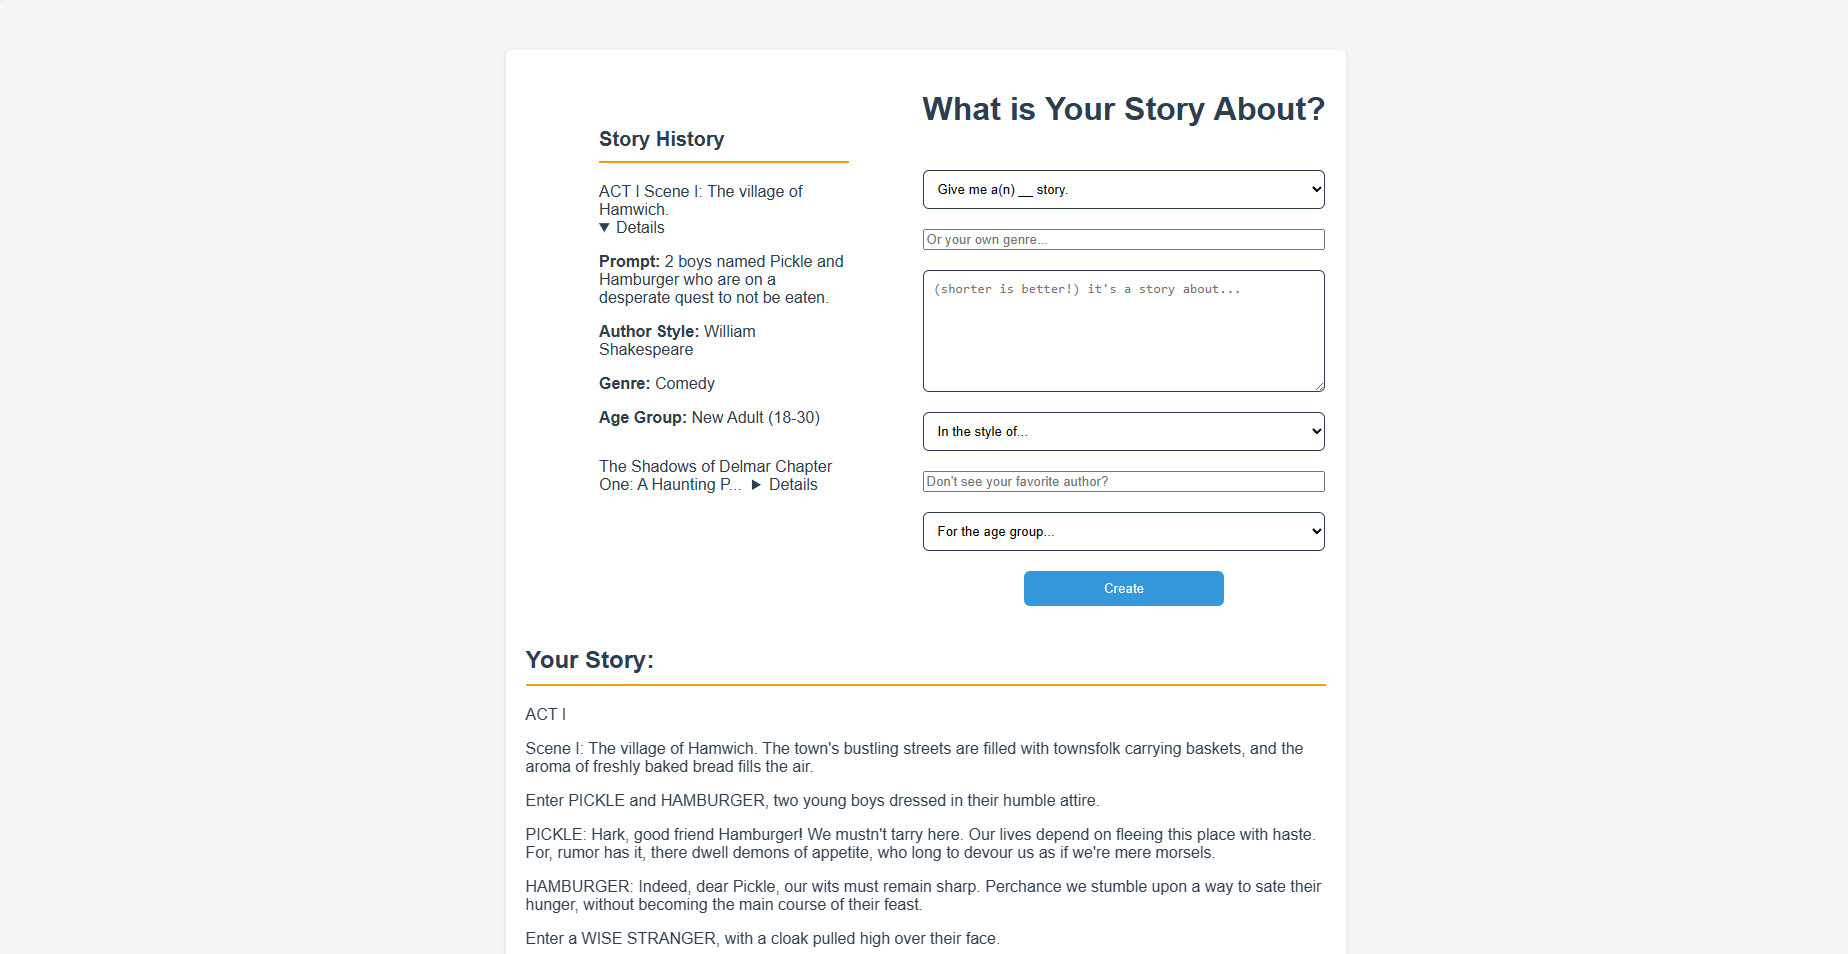 What is Your Story About?
Story History
ACT I Scene I: The village of
Hamwich.
▼ Details
Prompt: 2 boys named Pickle and
Hamburger who are on a
desperate quest to not be eaten.
Author Style: William
Shakespeare
Genre: Comedy
Age Group: New Adult (18-30)
The Shadows of Delmar Chapter
One: A Haunting P... ▶ Details
Give me a(n) __ story.
Or your own genre...
(shorter is better!) it's a story about...
In the style of...
Don't see your favorite author?
For the age group...
Create
Your Story:
ACT I
Scene I: The village of Hamwich. The town's bustling streets are filled with townsfolk carrying baskets, and the
aroma of freshly baked bread fills the air.
Enter PICKLE and HAMBURGER, two young boys dressed in their humble attire.
PICKLE: Hark, good friend Hamburger! We mustn't tarry here. Our lives depend on fleeing this place with haste.
For, rumor has it, there dwell demons of appetite, who long to devour us as if we're mere morsels.
HAMBURGER: Indeed, dear Pickle, our wits must remain sharp. Perchance we stumble upon a way to sate their
hunger, without becoming the main course of their feast.
Enter a WISE STRANGER, with a cloak pulled high over their face.